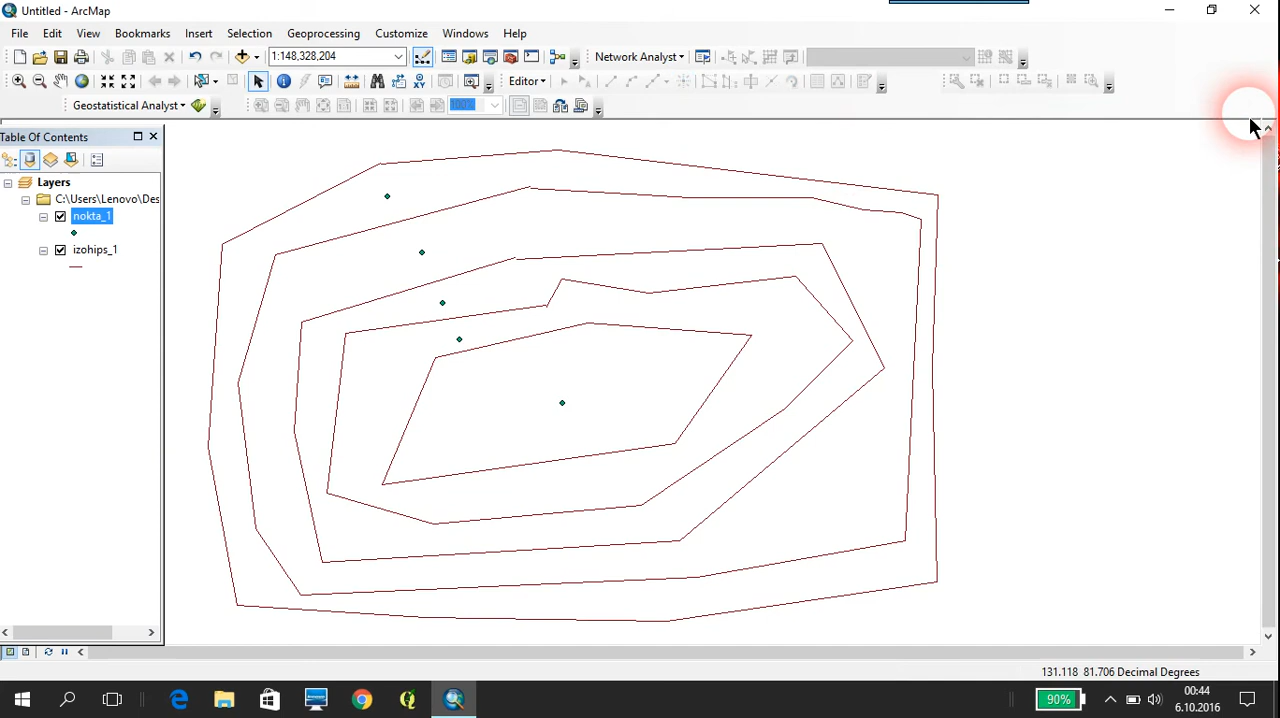 Untitled - ArcMap
File Edit View Bookmarks Insert Selection Geoprocessing Customize Windows Help
1:148,328,204 Network Analyst
Editor
Geostatistical Analyst 100%
Table Of Contents
Layers
C:\Users\Lenovo\Des
nokta_1
izohips_1
131.118 81.706 Decimal Degrees
90% 00:44
6.10.2016